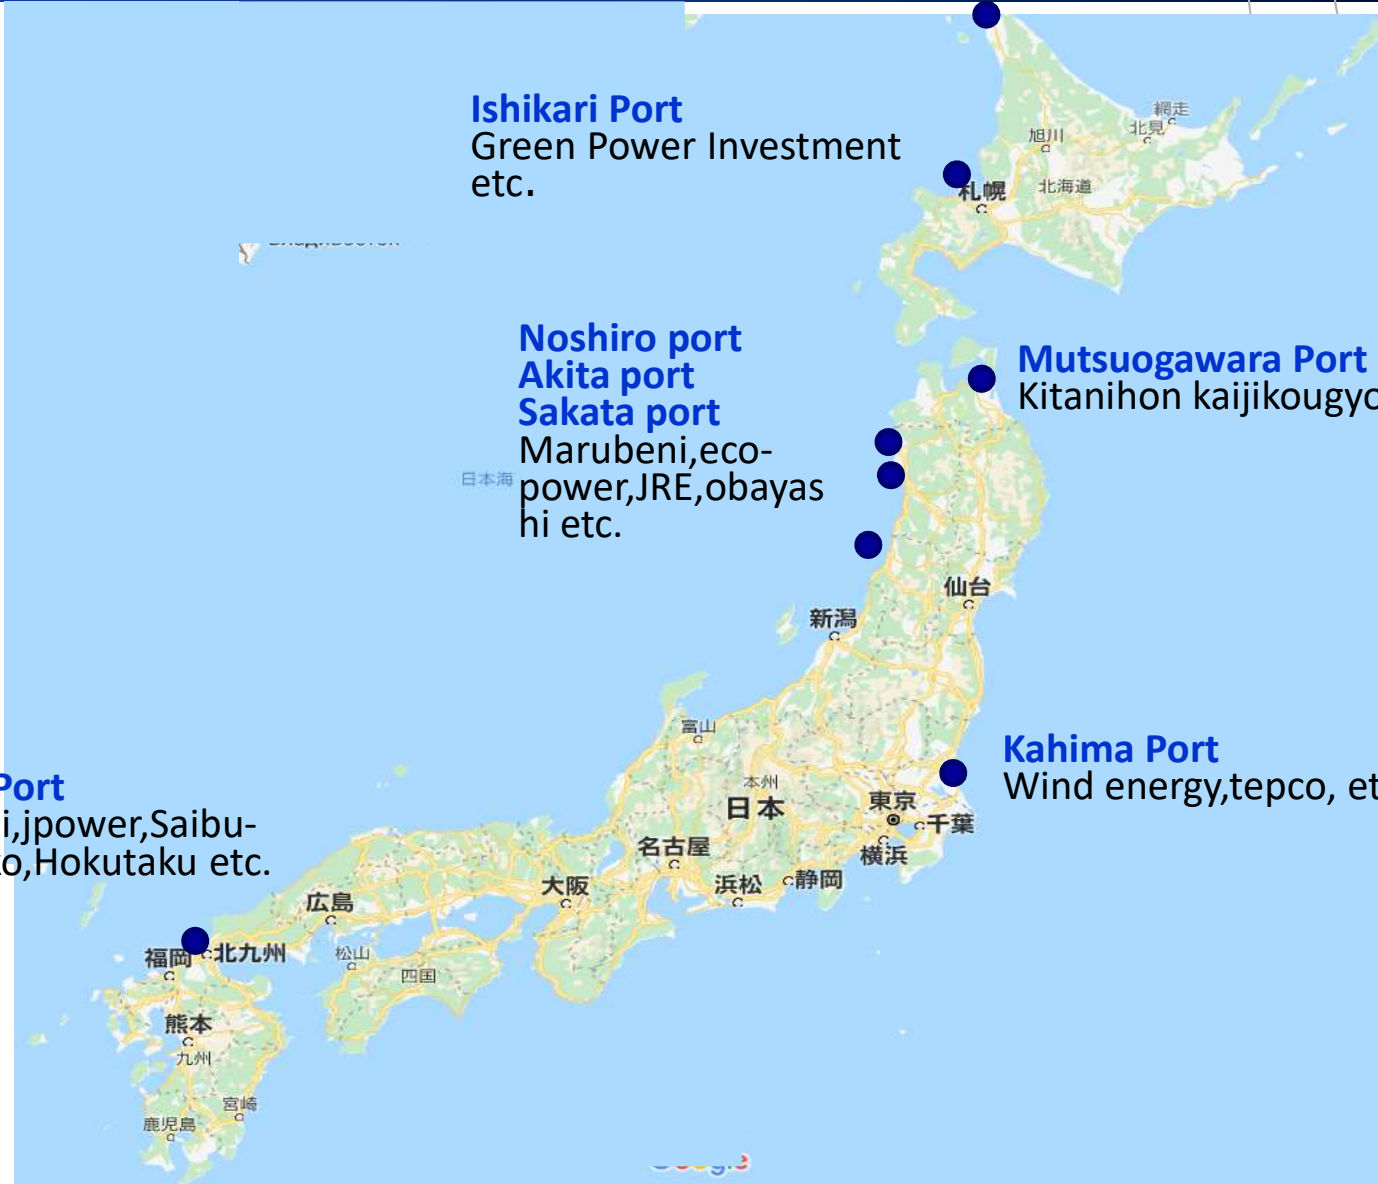 Ishikari Port
Green Power Investment
etc.
網走
北見
旭川
北海道
札幌
Noshiro port
Akita port
Sakata port
Marubeni,eco-
power,JRE,obayas
hi etc.
日本海
Mutsuogawara Port
Kitanihon kaijikougyo
仙台
新潟
富山
Kahima Port
Wind energy,tepco, et
本州
日本
東京
千葉
横浜
名古屋
浜松
静岡
大阪
Port
i,jpower,Saibu-
o,Hokutaku etc.
広島
松山
四国
福岡
北九州
熊本
九州
宮崎
鹿児島
Google